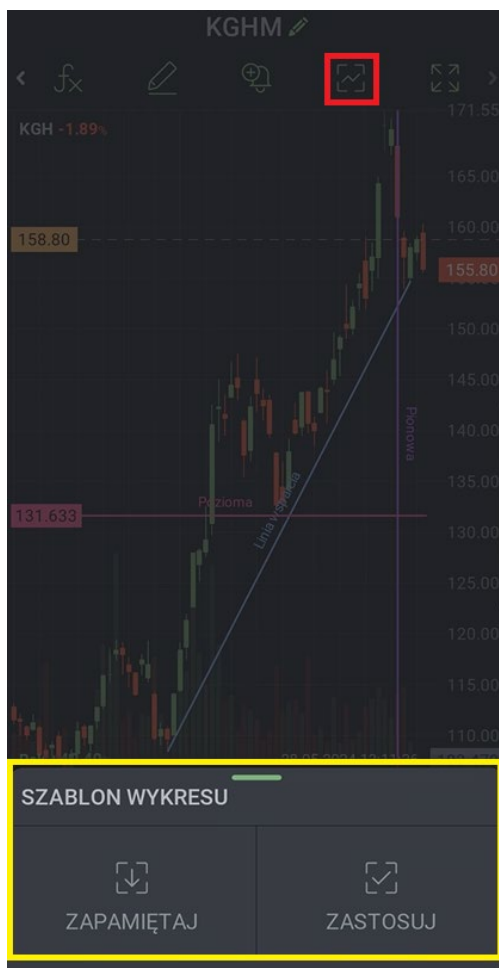 KGHM
fx
KGH -1.89%
171.55
165.00
160.00
158.80
155.80
150.00
145.00
140.00
Pionowa
135.00
Pozioma
131.633
Linia wsparcia
130.00
125.00
120.00
115.00
110.00
SZABLON WYKRESU
ZAPAMIĘTAJ
ZASTOSUJ